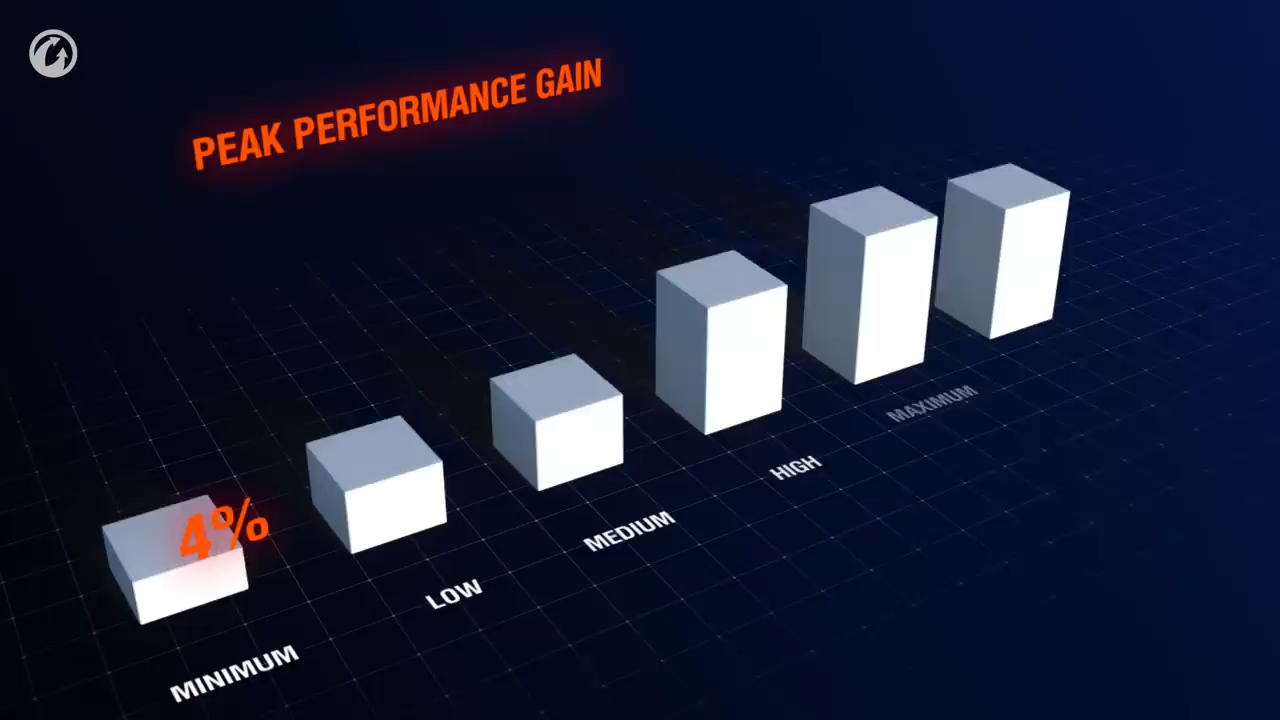 PEAK PERFORMANCE GAIN
4%
MINIMUM
LOW
MEDIUM
HIGH
MAXIMUM